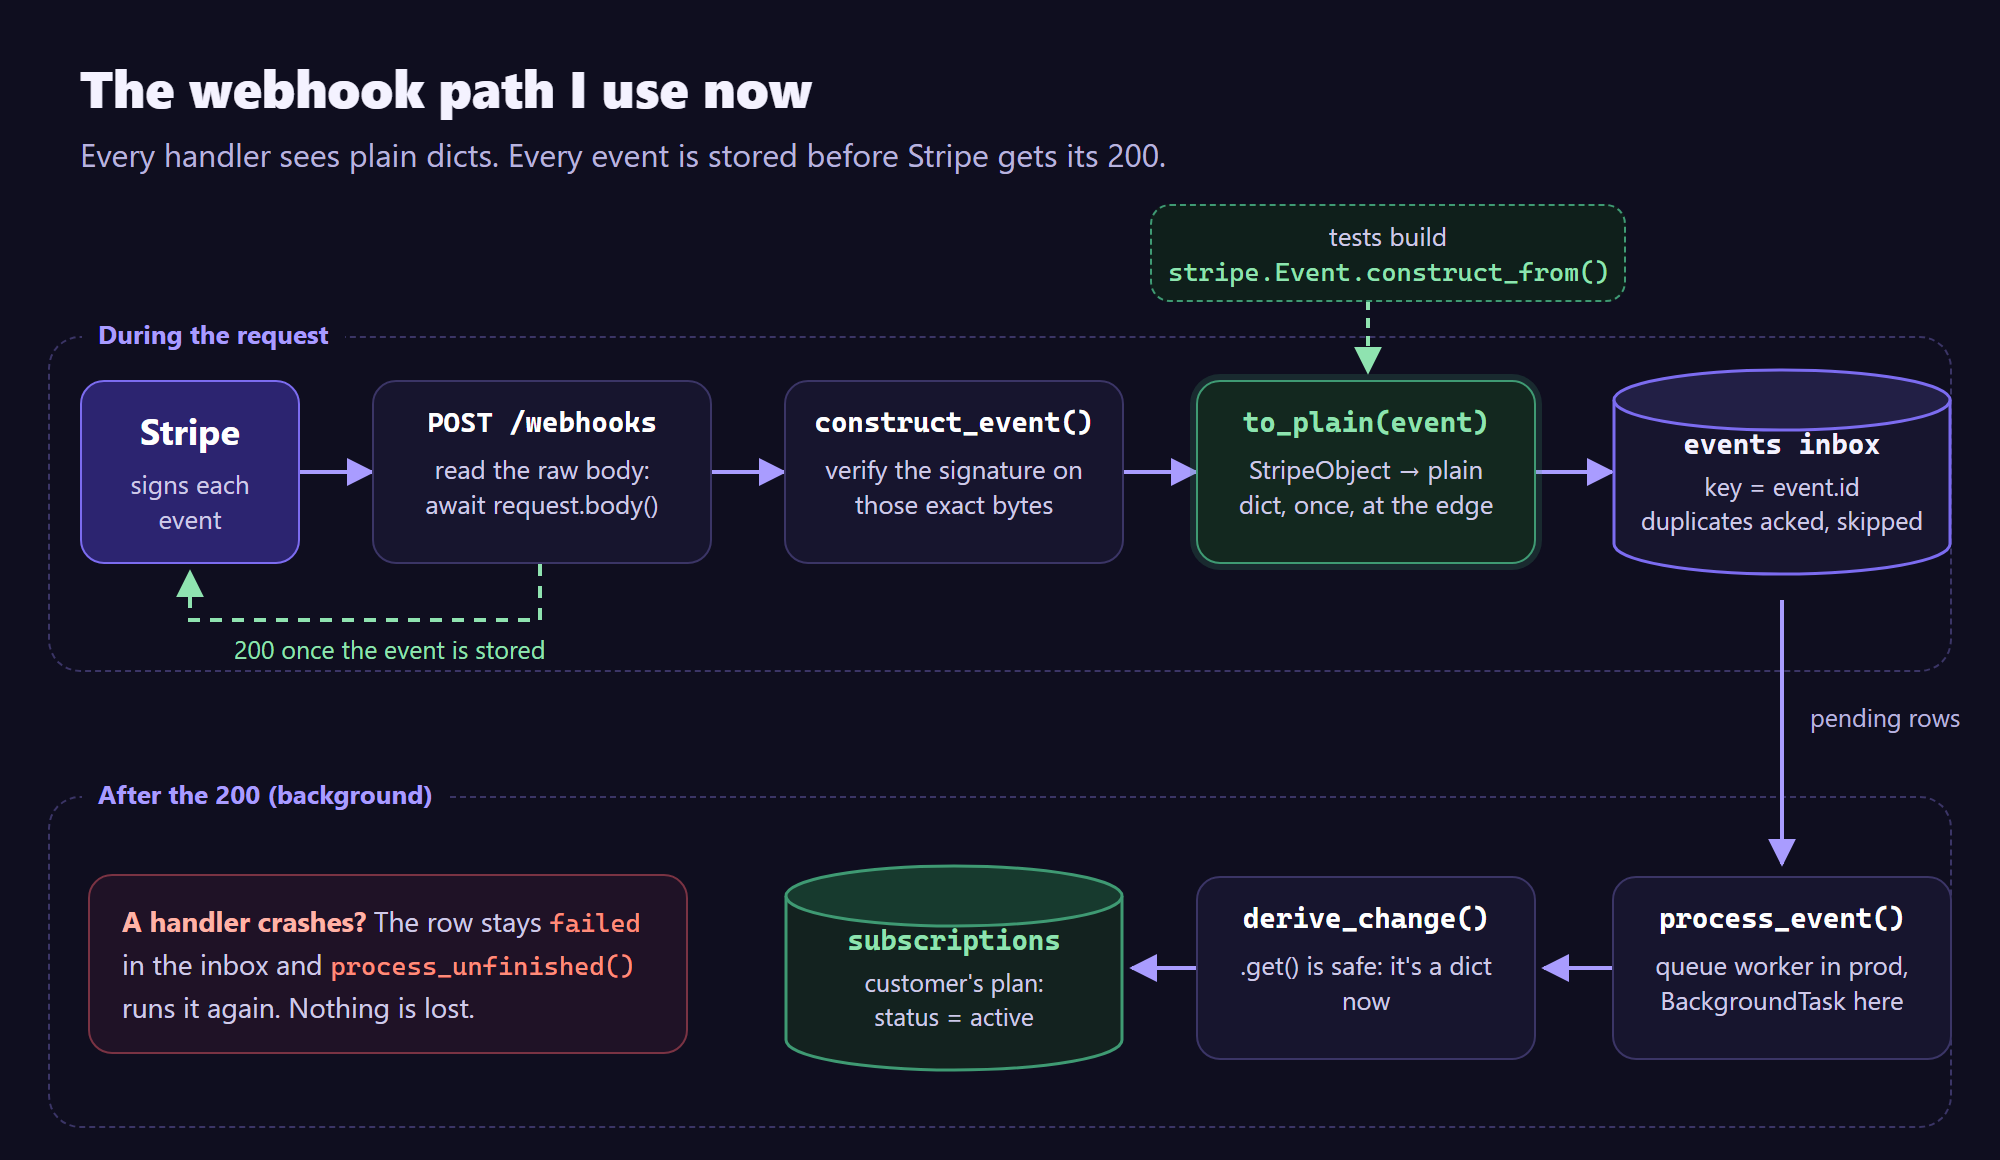 The webhook path I use now
Every handler sees plain dicts. Every event is stored before Stripe gets its 200.
tests build
stripe.Event.construct_from()
During the request
Stripe
signs each
event
POST /webhooks
read the raw body:
await request.body()
construct_event()
verify the signature on
those exact bytes
to_plain(event)
StripeObject → plain
dict, once, at the edge
events inbox
key = event.id
duplicates acked, skipped
200 once the event is stored
pending rows
After the 200 (background)
A handler crashes? The row stays failed
in the inbox and process_unfinished()
runs it again. Nothing is lost.
subscriptions
customer's plan:
status = active
derive_change()
.get() is safe: it's a dict
now
process_event()
queue worker in prod,
BackgroundTask here